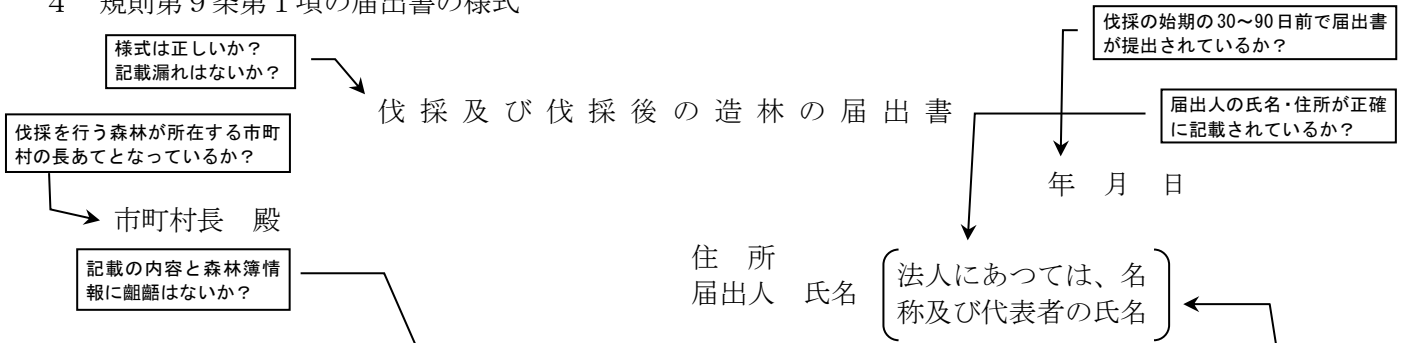 4 規則第9条第1項の届出書の様式
伐採の始期の30～90日前で届出書
が提出されているか？
様式は正しいか？
記載漏れはないか？
伐採及び伐採後の造林の届出書
届出人の氏名・住所が正確
に記載されているか？
伐採を行う森林が所在する市町
村の長あてとなっているか？
年 月 日
市町村長 殿
住 所
届出人 氏名
法人にあつては、名
称及び代表者の氏名
記載の内容と森林簿情
報に齟齬はないか？